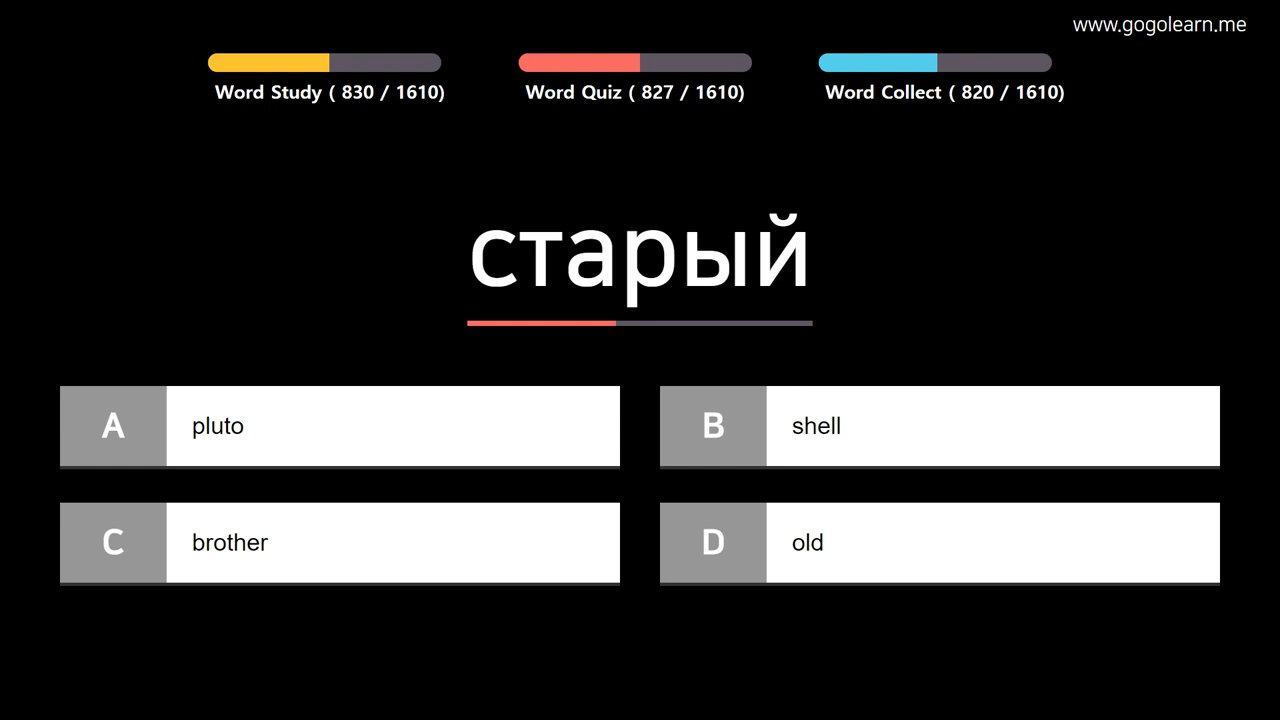 www.gogolearn.me
Word Study ( 830 / 1610)
Word Quiz ( 827 / 1610)
Word Collect ( 820 / 1610)
старый
A pluto
B shell
C brother
D old